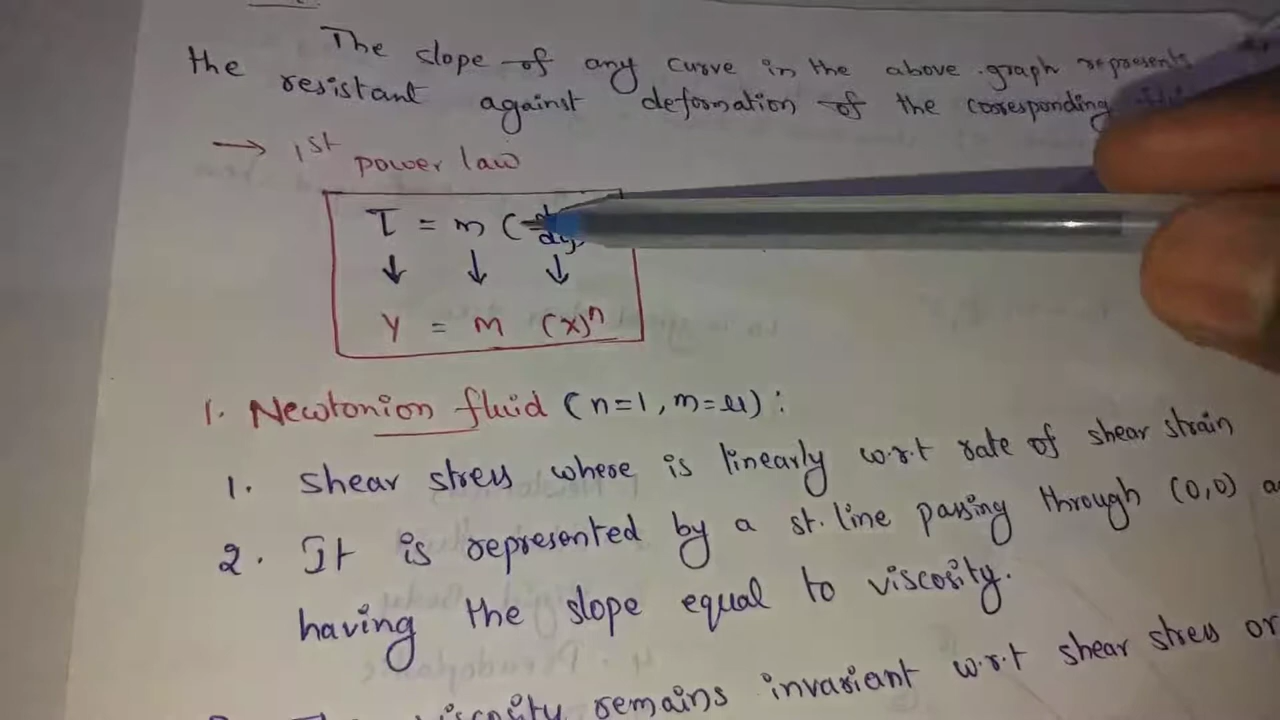 The slope of any curve in the above graph represents
the resistant against deformation of the corresponding
→ 1st power law
τ = m (
dy
↓ ↓ ↓
Y = m (x)ⁿ
1. Newtonion fluid (n=1, m=μ):
1. shear stress where is linearly w.r.t rate of shear strain
2. It is represented by a st. line passing through (0,0)
having the slope equal to viscosity.
remains invariant w.r.t shear stress or